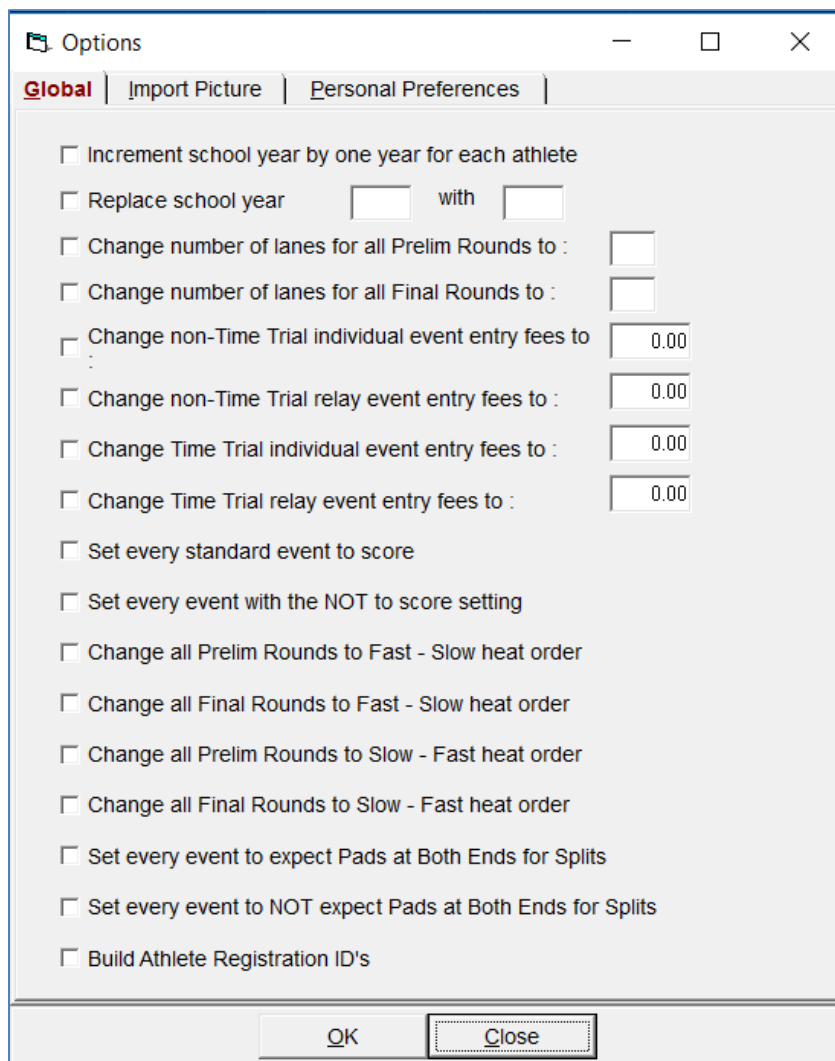 Options
Global Import Picture Personal Preferences
Increment school year by one year for each athlete
Replace school year with
Change number of lanes for all Prelim Rounds to :
Change number of lanes for all Final Rounds to :
Change non-Time Trial individual event entry fees to 0.00
:
Change non-Time Trial relay event entry fees to : 0.00
Change Time Trial individual event entry fees to : 0.00
Change Time Trial relay event entry fees to : 0.00
Set every standard event to score
Set every event with the NOT to score setting
Change all Prelim Rounds to Fast - Slow heat order
Change all Final Rounds to Fast - Slow heat order
Change all Prelim Rounds to Slow - Fast heat order
Change all Final Rounds to Slow - Fast heat order
Set every event to expect Pads at Both Ends for Splits
Set every event to NOT expect Pads at Both Ends for Splits
Build Athlete Registration ID's
OK Close